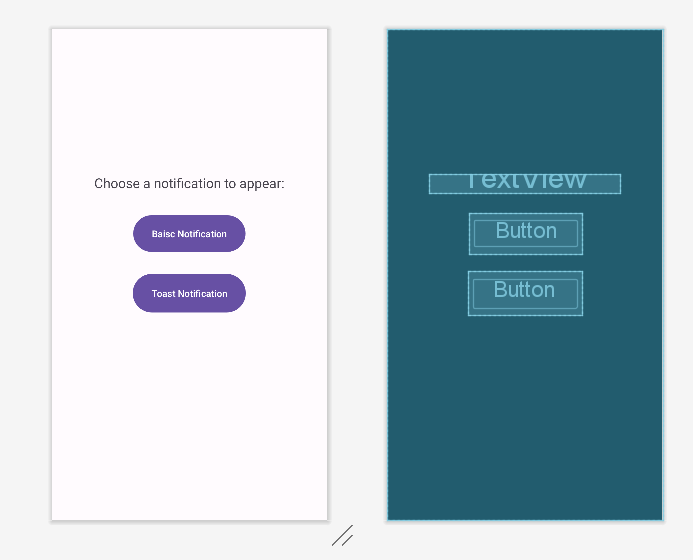 Choose a notification to appear:
Baisc Notification
Toast Notification
TextView
Button
Button